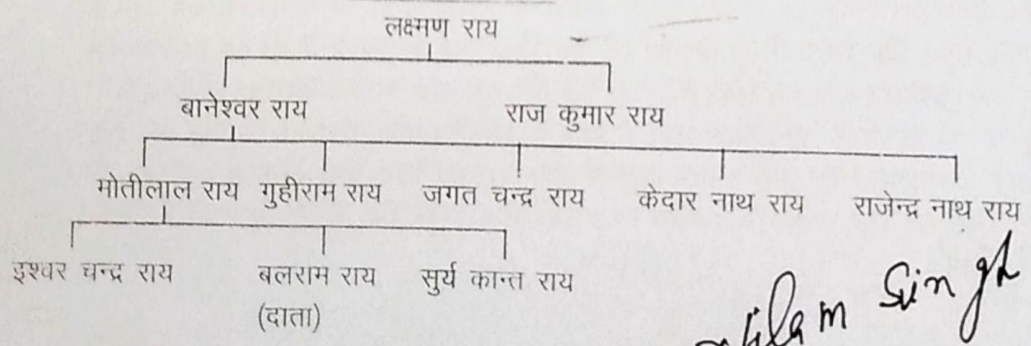 लक्ष्मण राय
बानेश्वर राय राज कुमार राय
मोतीलाल राय गुहीराम राय जगत चन्द्र राय केदार नाथ राय राजेन्द्र नाथ राय
इश्वर चन्द्र राय बलराम राय सुर्य कान्त राय
(दाता)
Singh